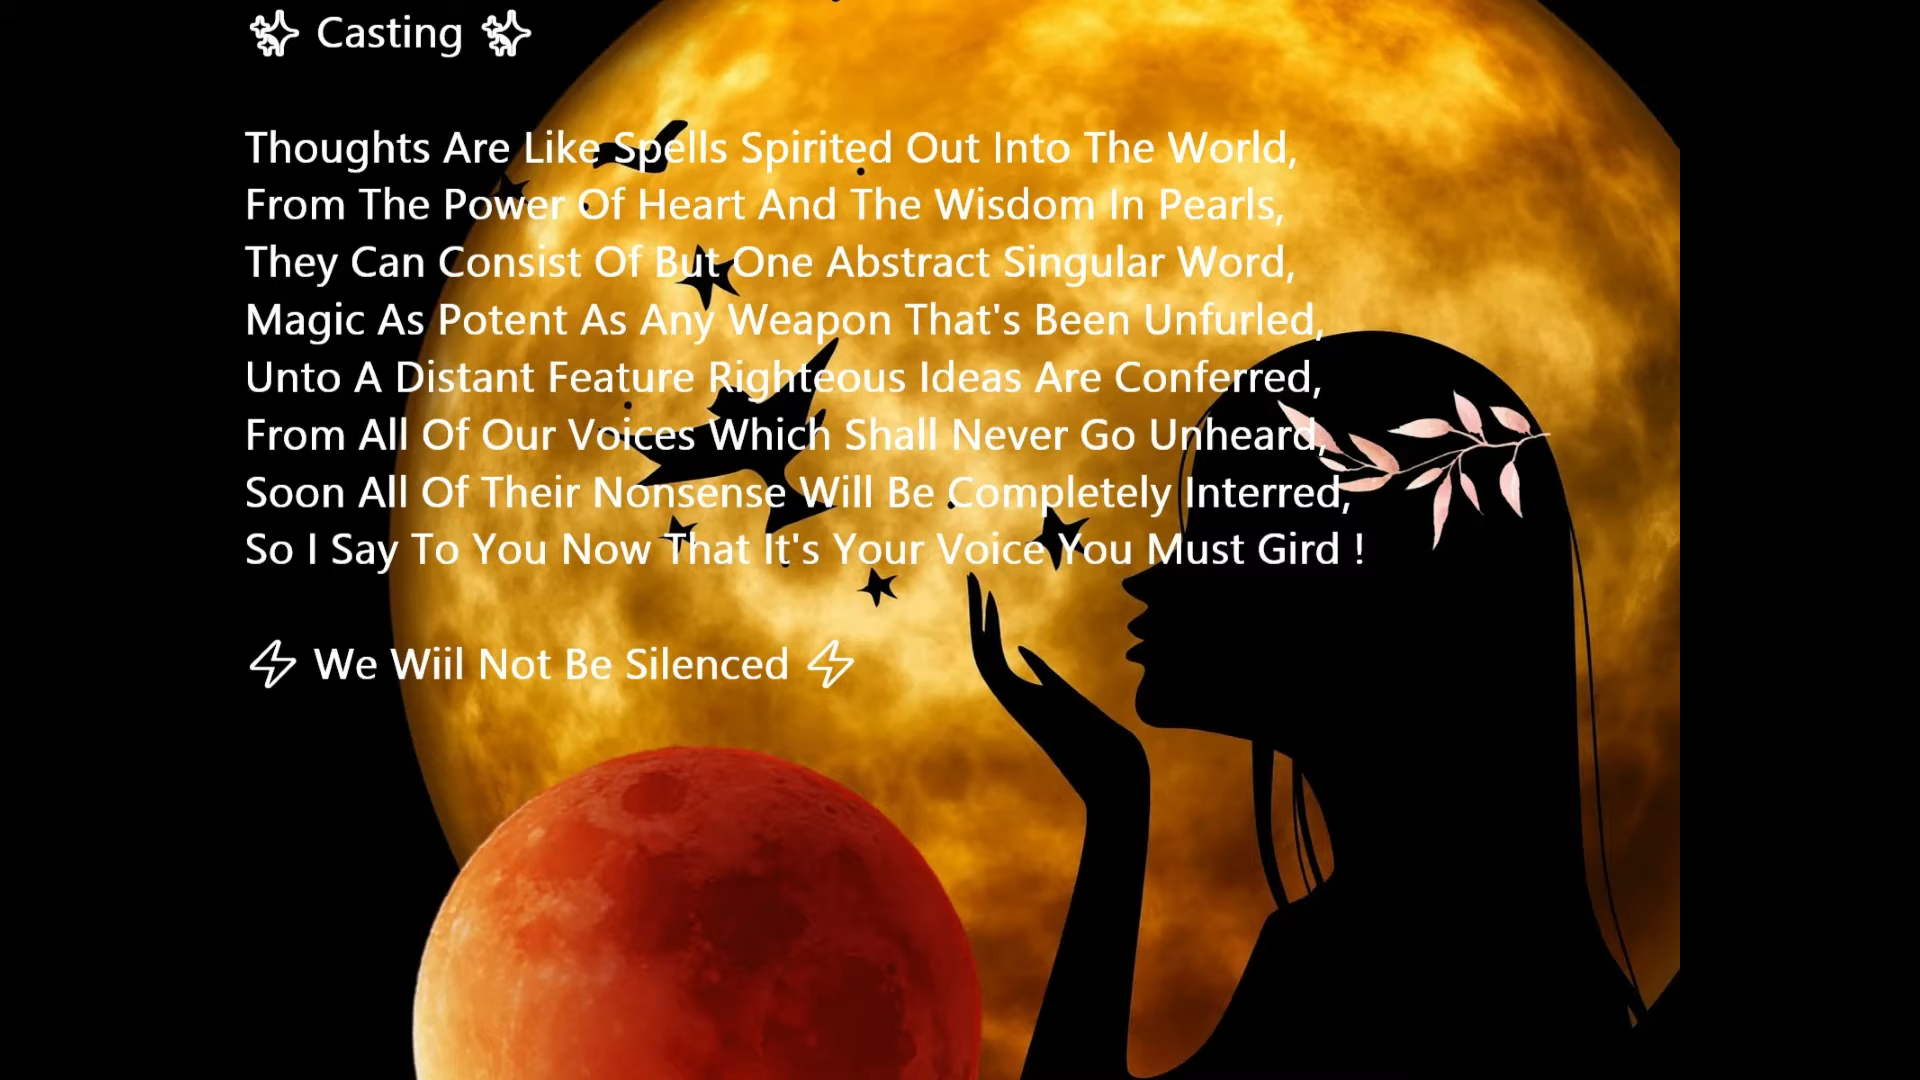 ✨ Casting ✨
Thoughts Are Like Spells Spirited Out Into The World,
From The Power Of Heart And The Wisdom In Pearls,
They Can Consist Of But One Abstract Singular Word,
Magic As Potent As Any Weapon That's Been Unfurled,
Unto A Distant Feature Righteous Ideas Are Conferred,
From All Of Our Voices Which Shall Never Go Unheard,
Soon All Of Their Nonsense Will Be Completely Interred,
So I Say To You Now That It's Your Voice You Must Gird !
⚡ We Wiil Not Be Silenced ⚡